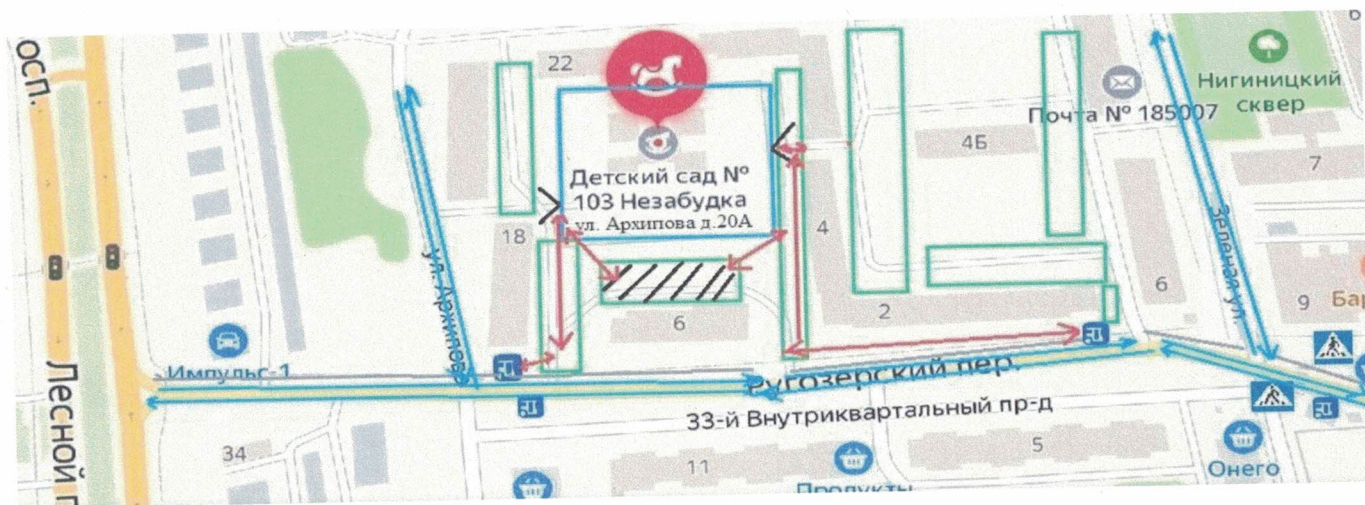 осп.
Лесной п
22
Детский сад №
103 Незабудка
ул. Архипова д.20А
18
ул. Архипова
4
4Б
Почта № 185007
Нигиницкий
сквер
7
6
Зеленая ул.
9
Ба
6
2
Импульс-1
Ругозерский пер.
33-й Внутриквартальный пр-д
34
11
5
Продукты
Онего